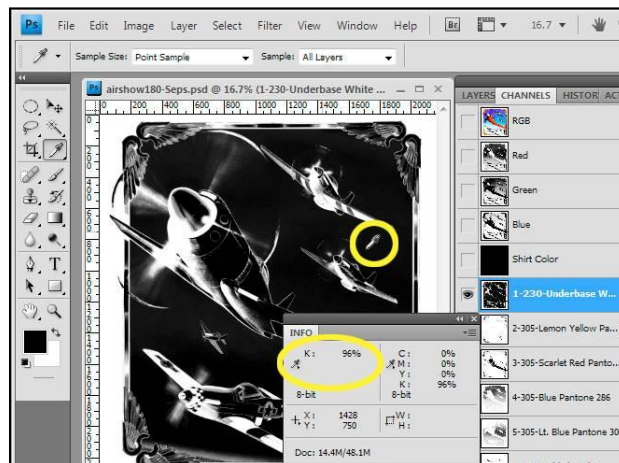 Ps File Edit Image Layer Select Filter View Window Help Br 16.7
Sample Size: Point Sample Sample: All Layers
Ps airshow180-Seps.psd @ 16.7% (1-230-Underbase White ...
0 200 400 600 800 1000 1200 1400 1600 1800 2000
LAYERS CHANNELS HISTOR AC
RGB
Red
Green
Blue
Shirt Color
1-230-Underbase W...
2-305-Lemon Yellow Pa...
3-305-Scarlet Red Panto...
4-305-Blue Pantone 286
5-305-Lt. Blue Pantone 30
INFO
K: 96%
8-bit
C: 0%
M: 0%
Y: 0%
K: 96%
8-bit
X: 1428
Y: 750
W:
H:
Doc: 14.4M/48.1M